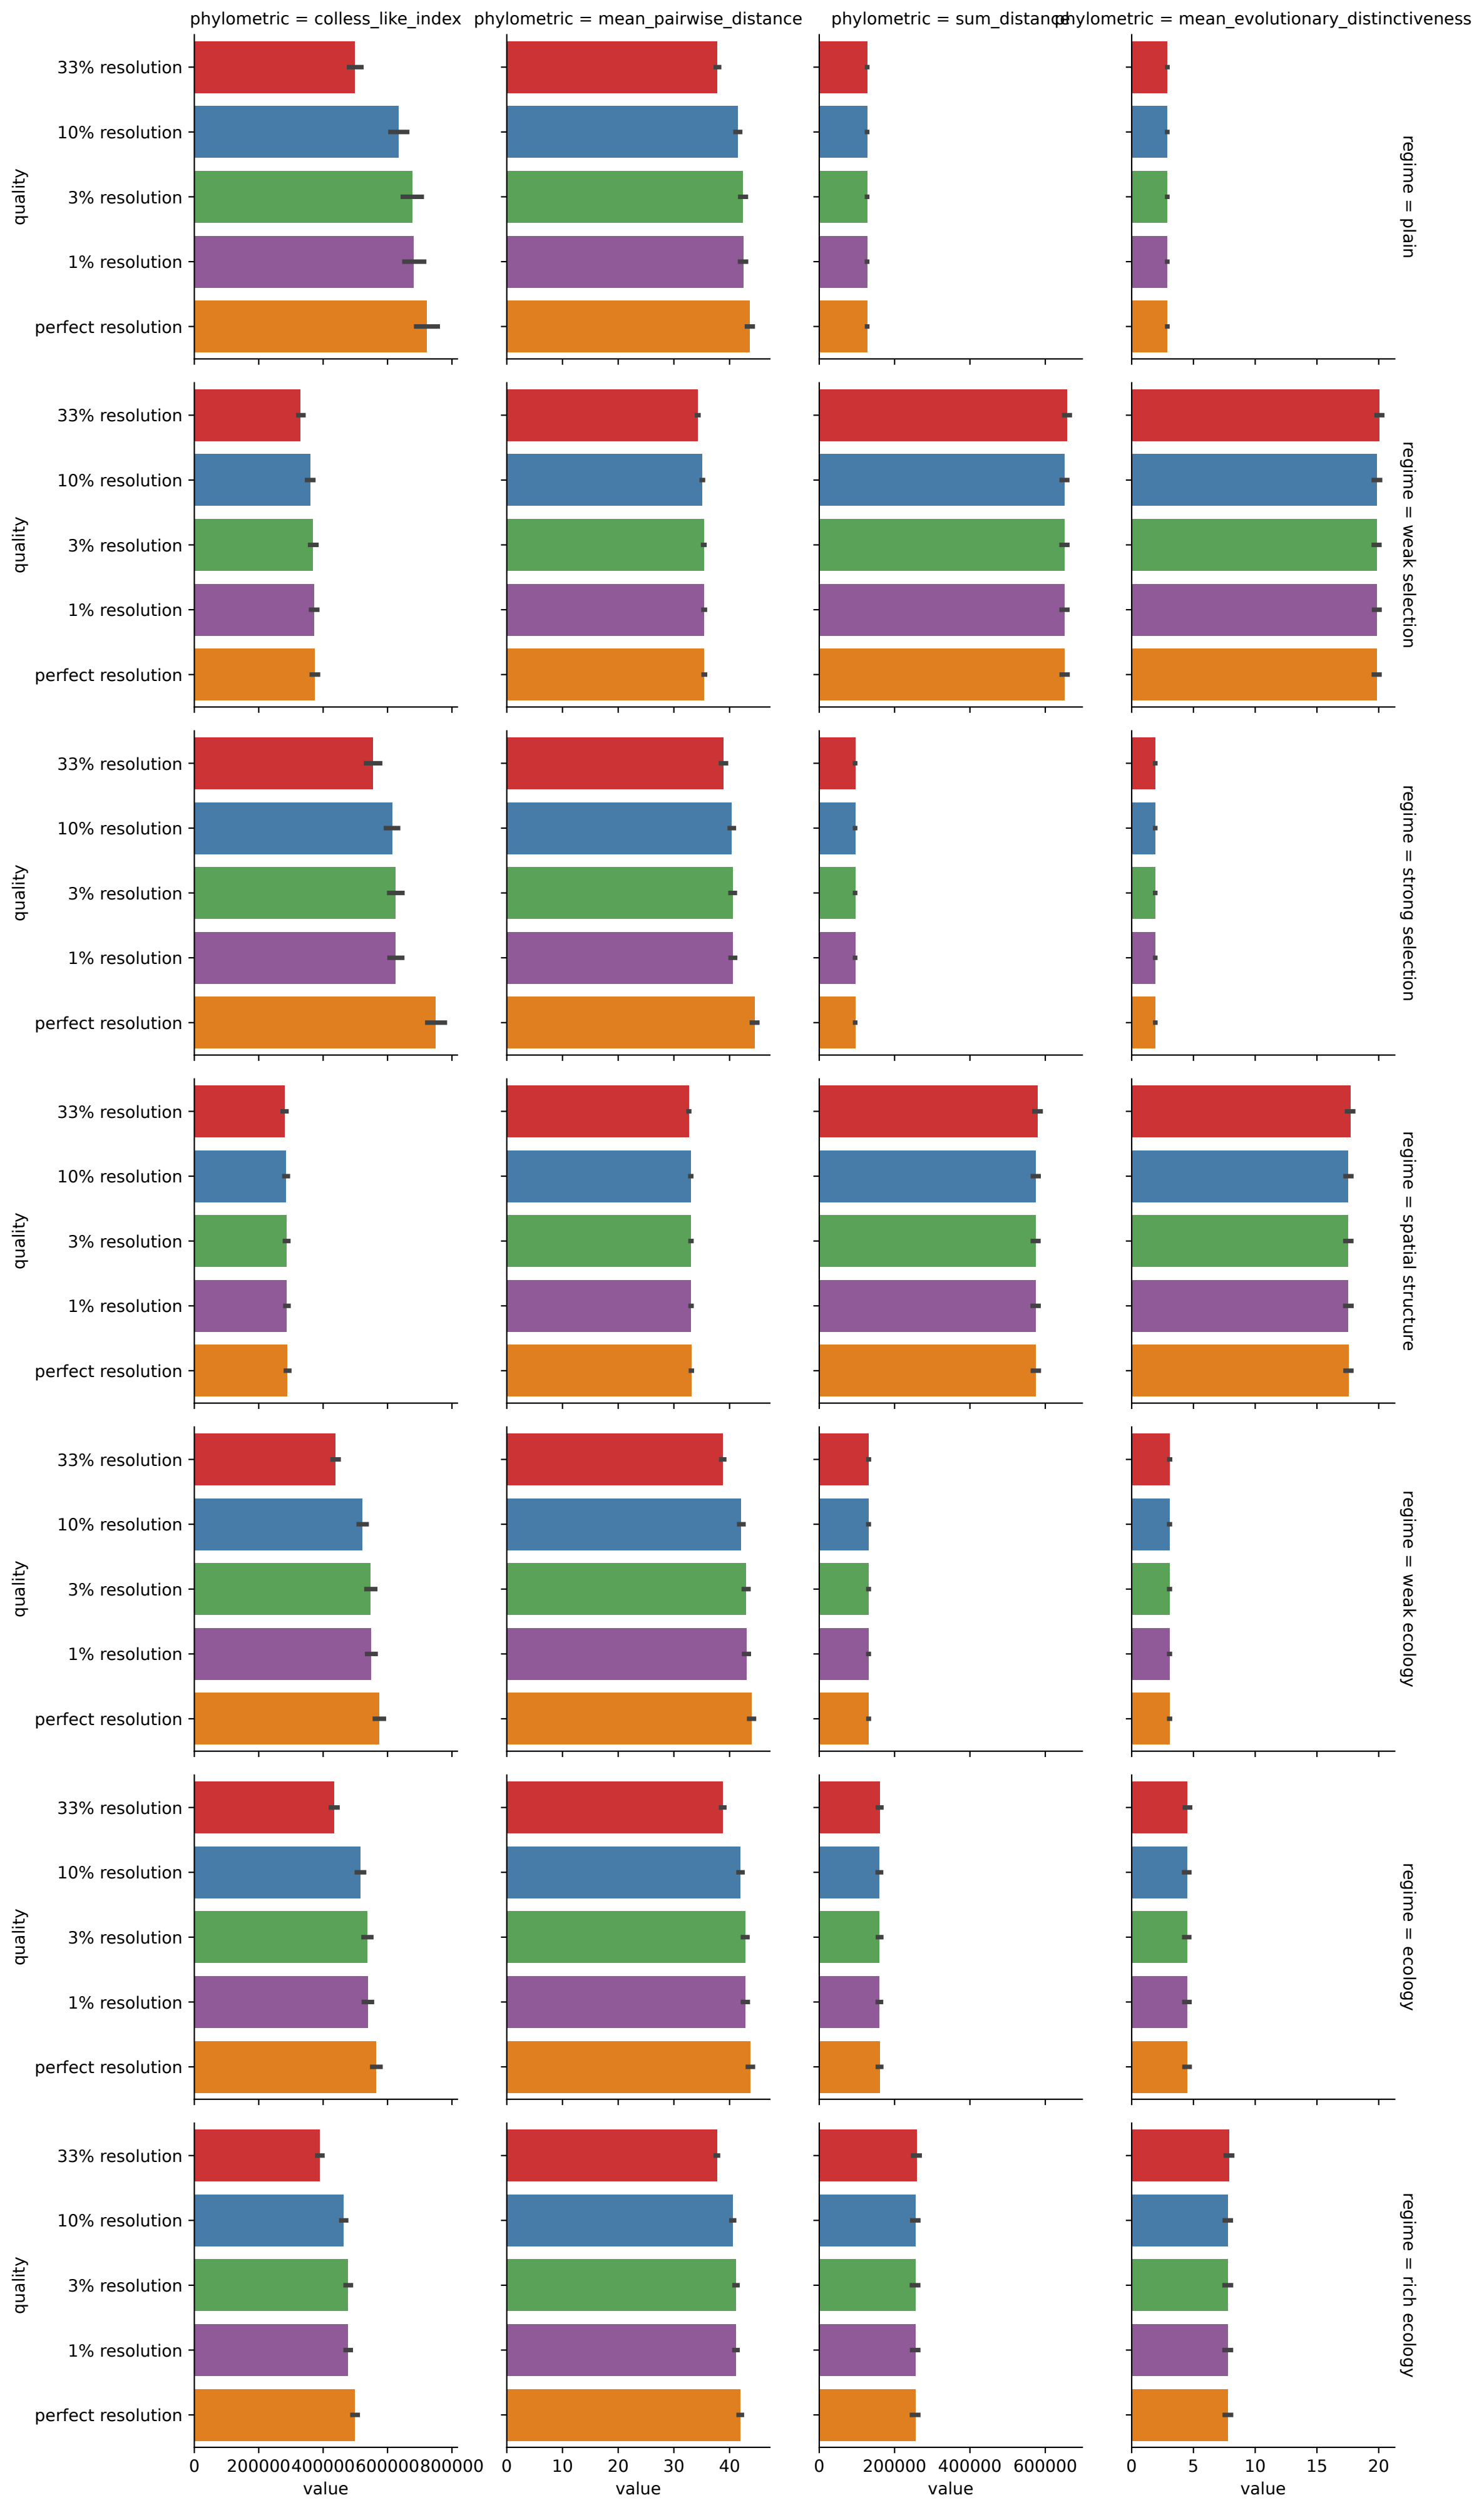 phylometric = colless_like_index
phylometric = mean_pairwise_distance
phylometric = sum_distance
phylometric = mean_evolutionary_distinctiveness
33% resolution
10% resolution
3% resolution
1% resolution
perfect resolution
quality
regime = plain
33% resolution
10% resolution
3% resolution
1% resolution
perfect resolution
quality
regime = weak selection
33% resolution
10% resolution
3% resolution
1% resolution
perfect resolution
quality
regime = strong selection
33% resolution
10% resolution
3% resolution
1% resolution
perfect resolution
quality
regime = spatial structure
33% resolution
10% resolution
3% resolution
1% resolution
perfect resolution
quality
regime = weak ecology
33% resolution
10% resolution
3% resolution
1% resolution
perfect resolution
quality
regime = ecology
33% resolution
10% resolution
3% resolution
1% resolution
perfect resolution
quality
regime = rich ecology
0 200000 400000 600000 800000
value
0 10 20 30 40
value
0 200000 400000 600000
value
0 5 10 15 20
value